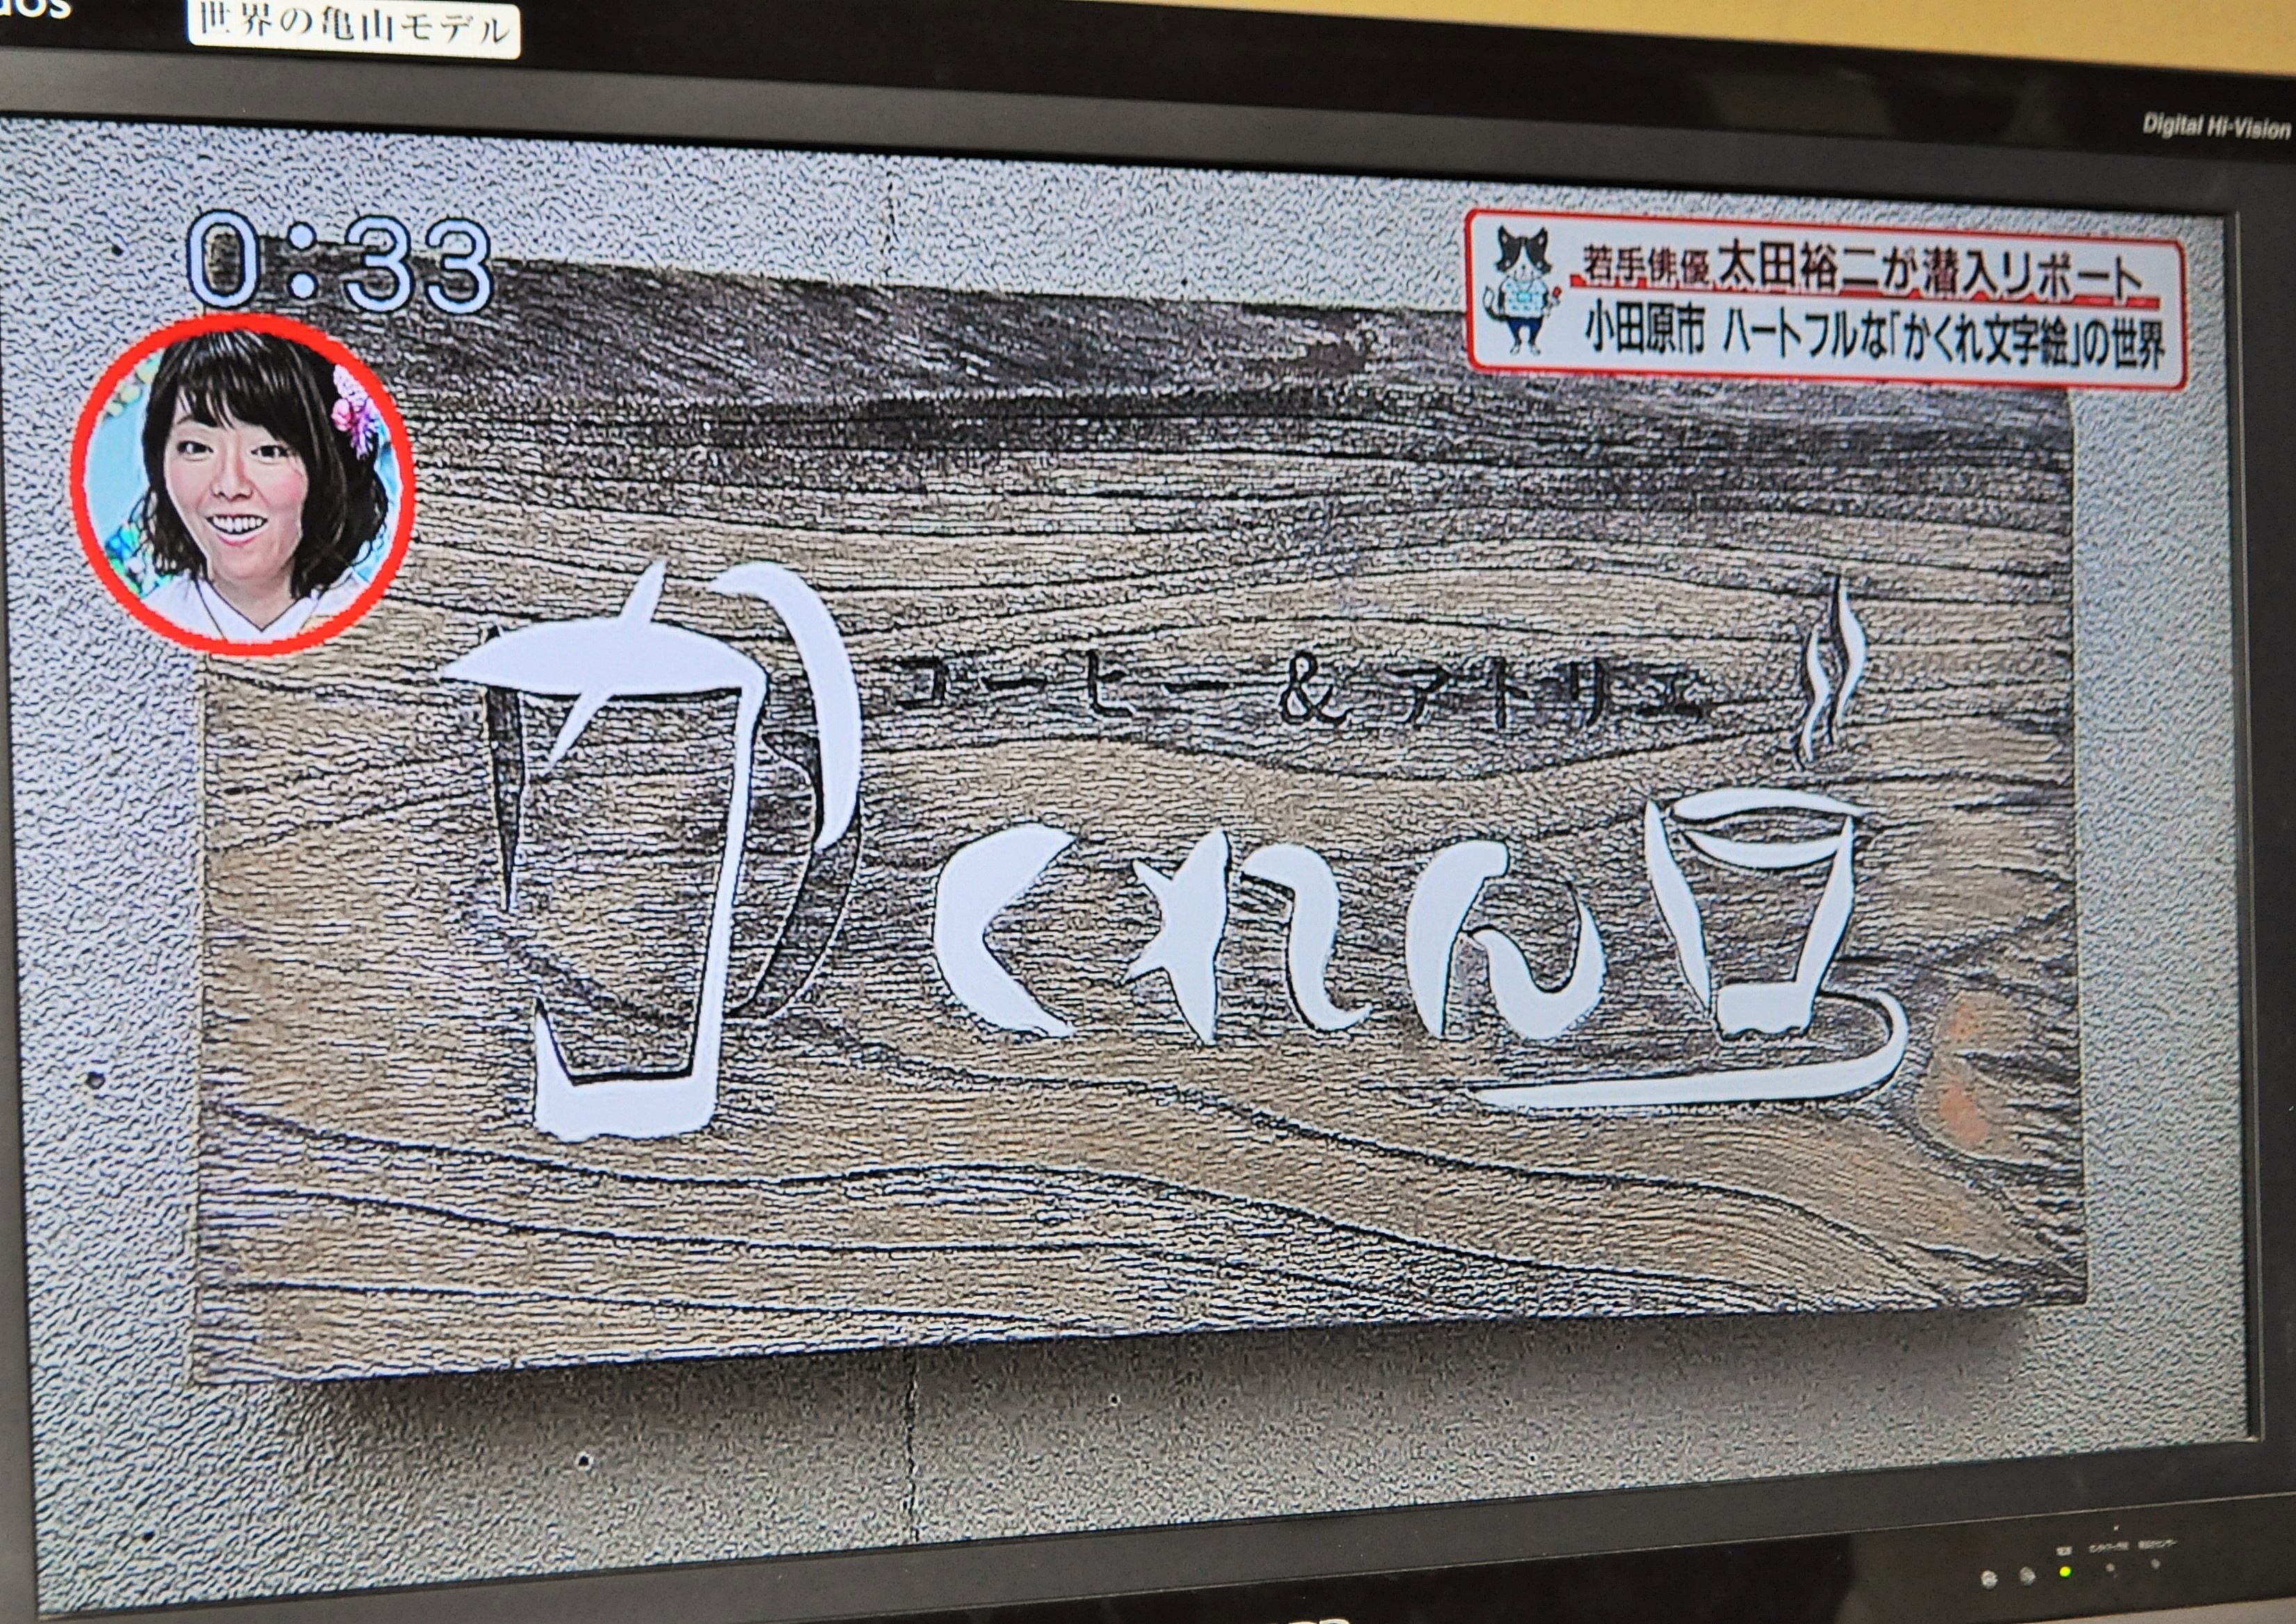 世界の亀山モデル
Digital Hi-Vision
0:33
若手俳優 太田裕二が潜入リポート
小田原市 ハートフルな「かくれ文字絵」の世界
コーヒー & アトリエ
かくれん豆